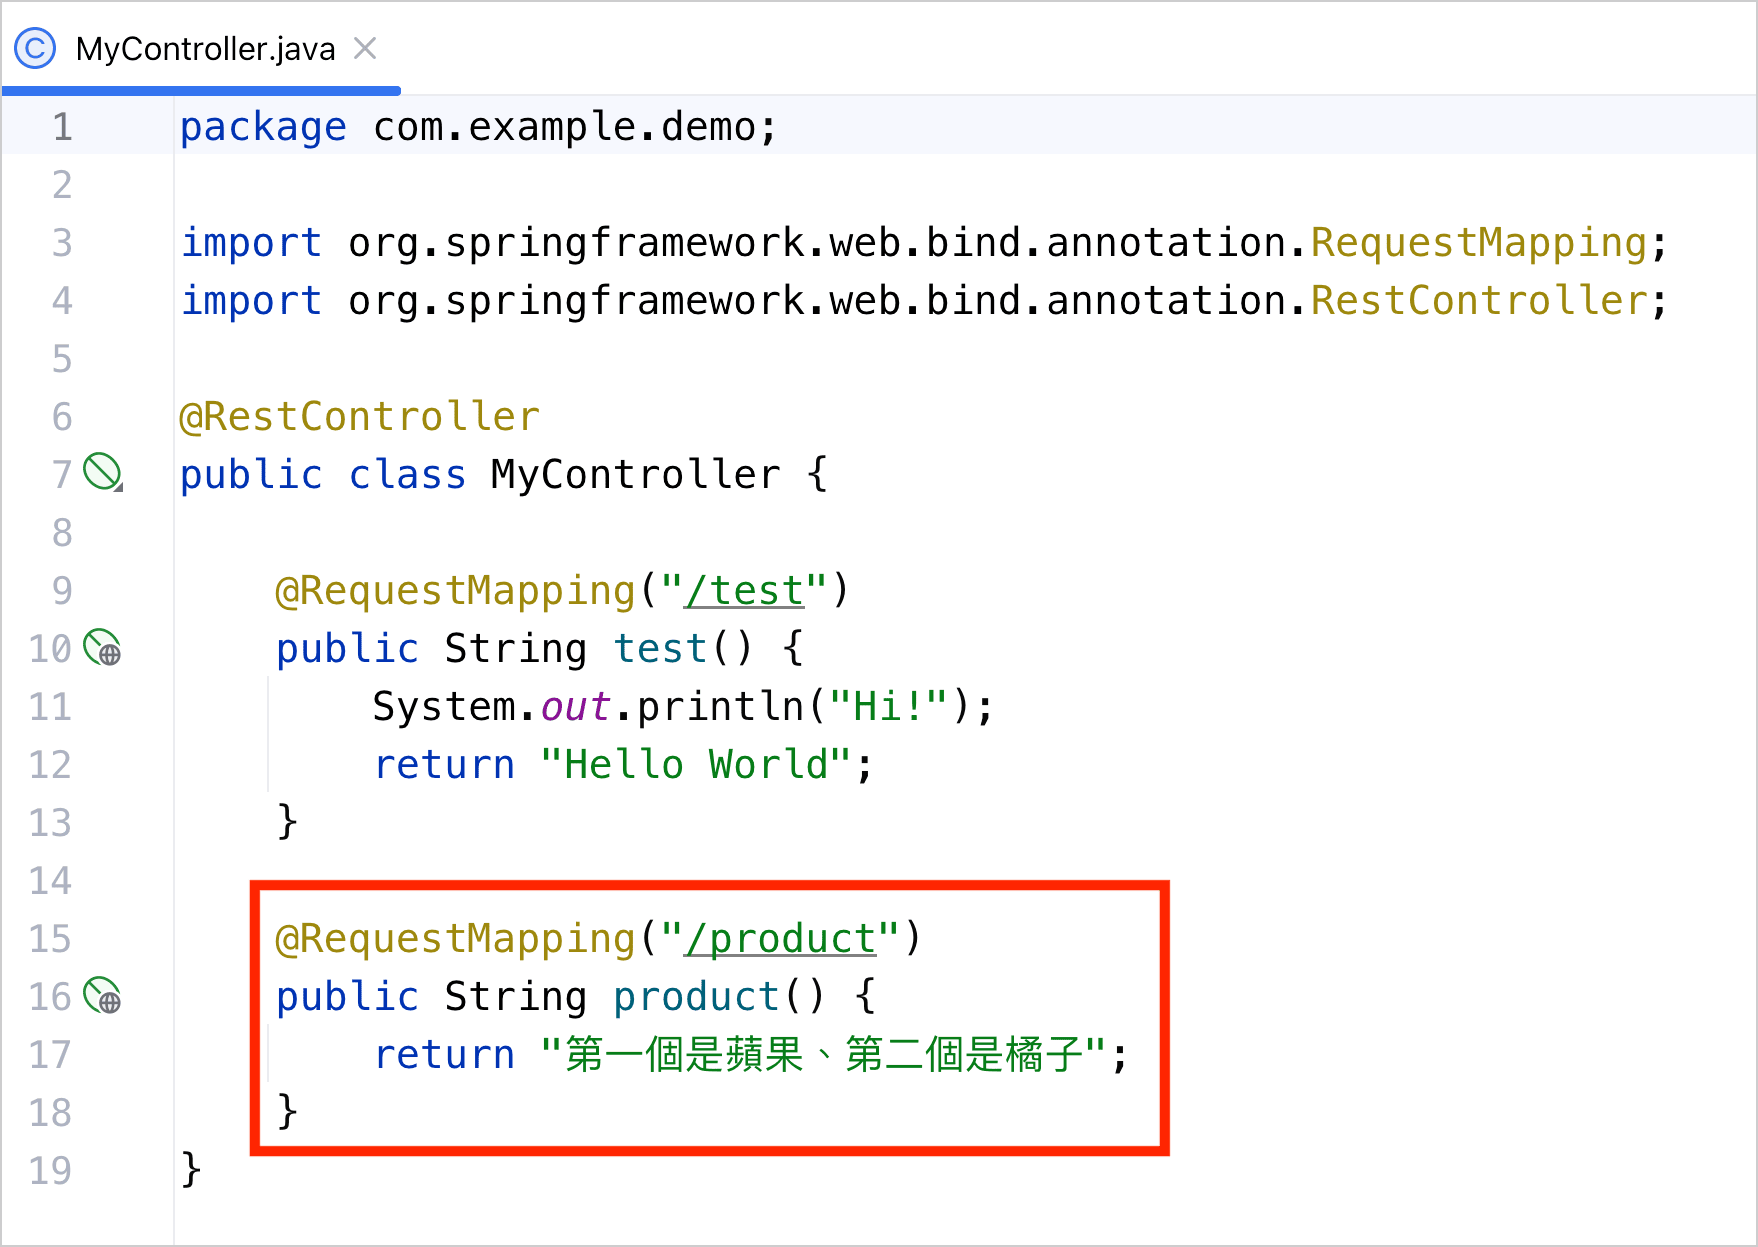 MyController.java
1 package com.example.demo;
2
3 import org.springframework.web.bind.annotation.RequestMapping;
4 import org.springframework.web.bind.annotation.RestController;
5
6 @RestController
7 public class MyController {
8
9 @RequestMapping("/test")
10 public String test() {
11 System.out.println("Hi!");
12 return "Hello World";
13 }
14
15 @RequestMapping("/product")
16 public String product() {
17 return "第一個是蘋果、第二個是橘子";
18 }
19 }